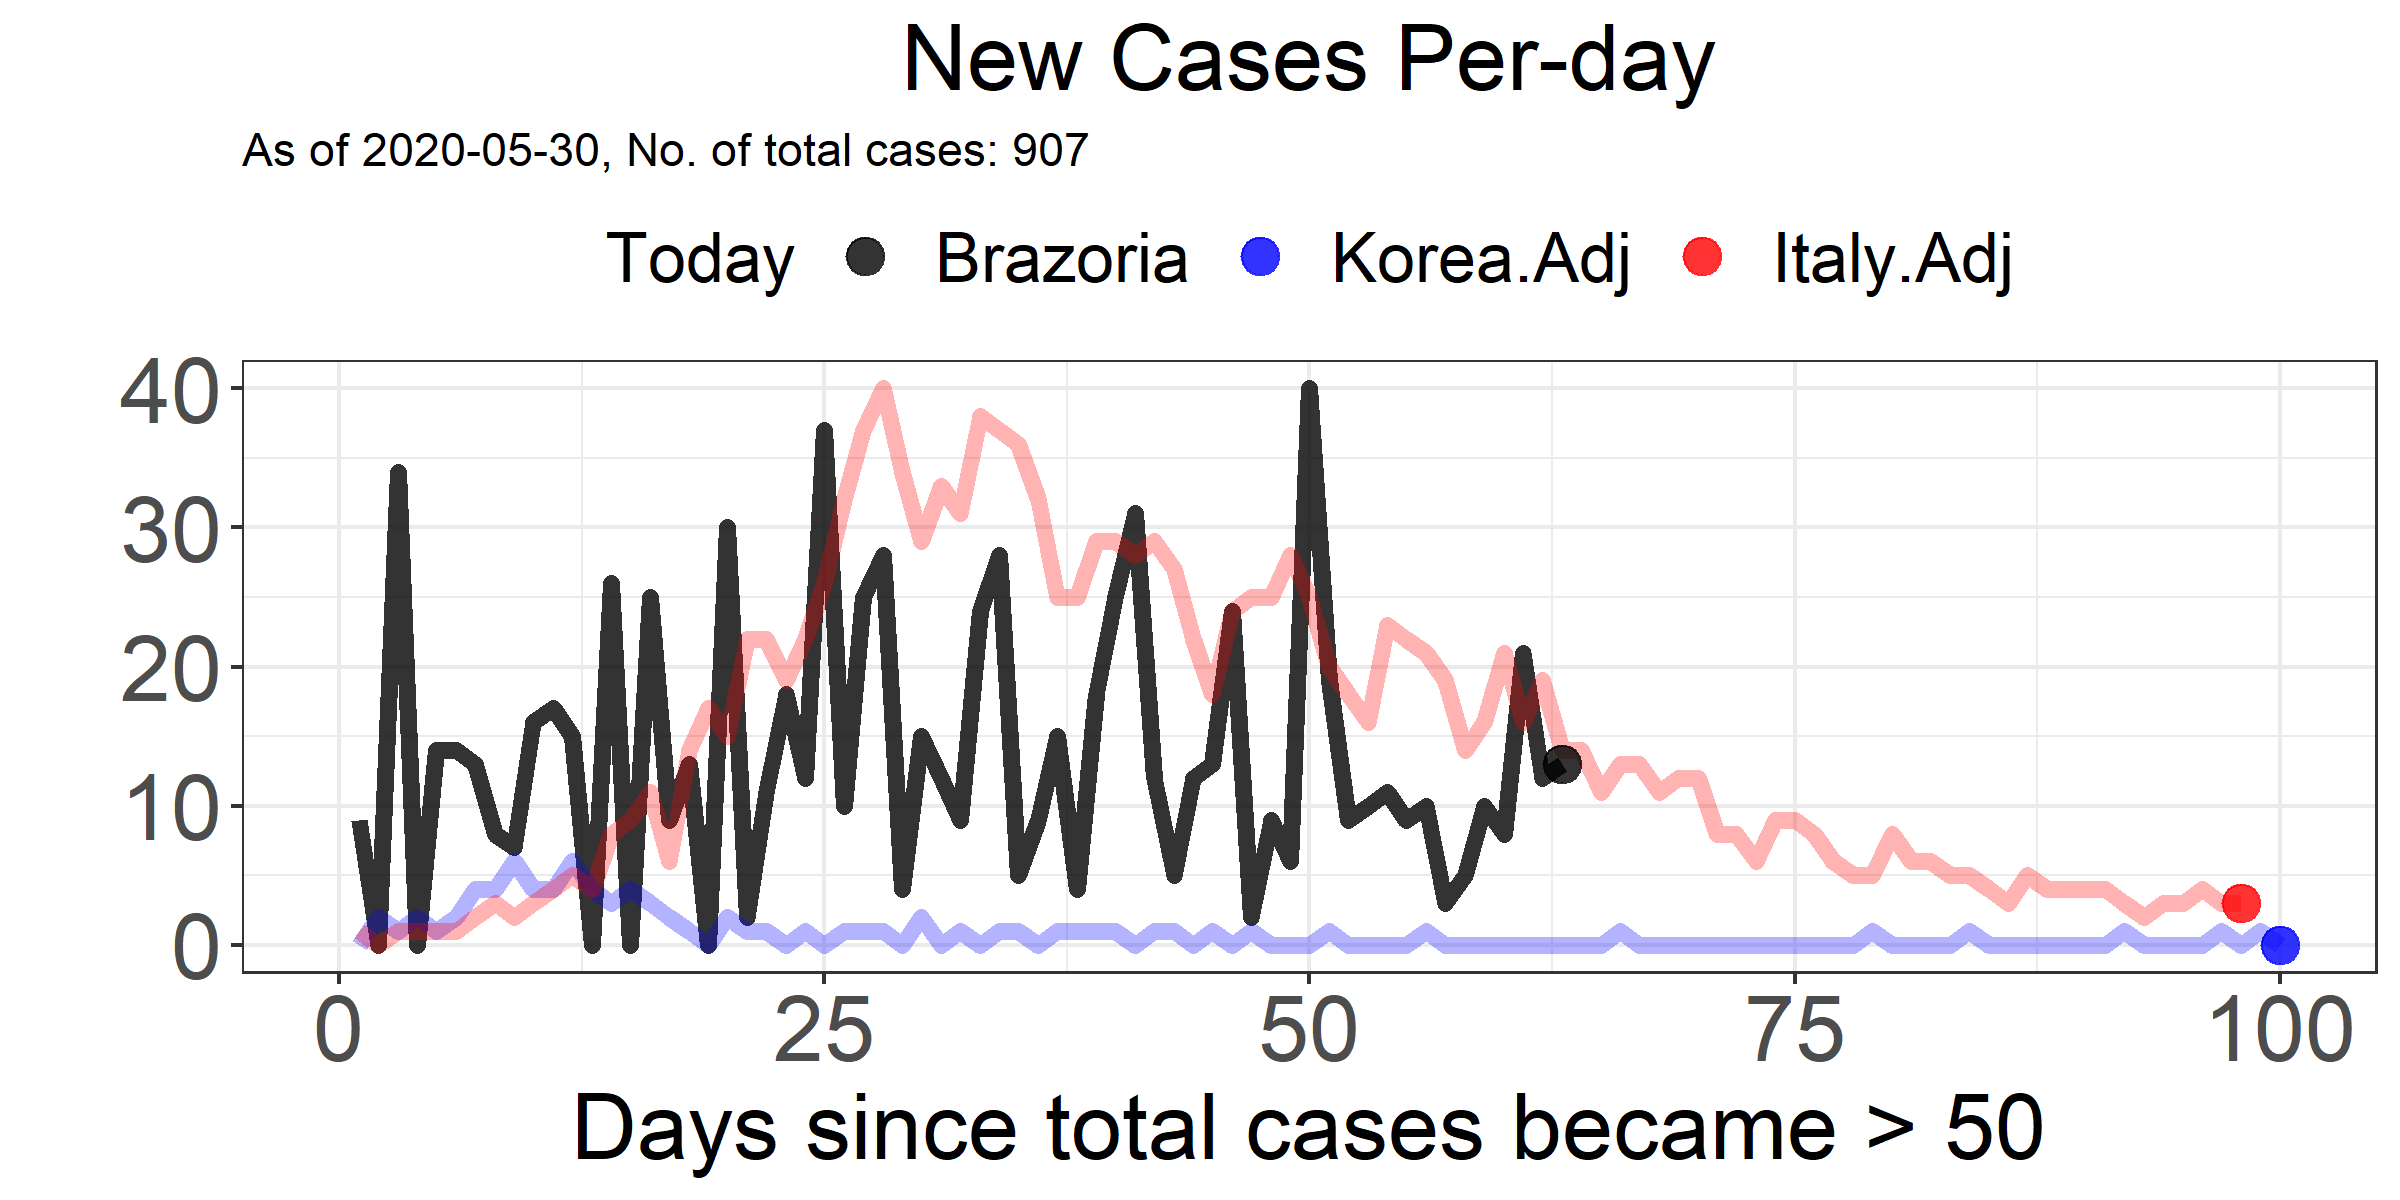 New Cases Per-day
As of 2020-05-30, No. of total cases: 907
Today Brazoria Korea.Adj Italy.Adj
40
30
20
10
0
0 25 50 75 100
Days since total cases became > 50